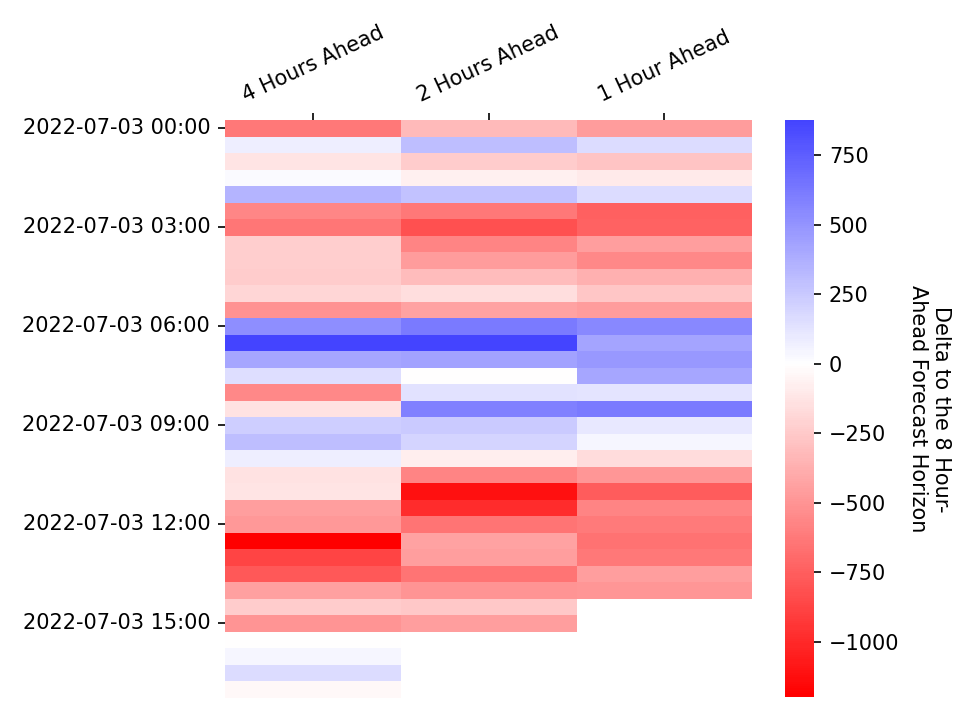 4 Hours Ahead
2 Hours Ahead
1 Hour Ahead
2022-07-03 00:00
2022-07-03 03:00
2022-07-03 06:00
2022-07-03 09:00
2022-07-03 12:00
2022-07-03 15:00
750
500
250
0
−250
−500
−750
−1000
Delta to the 8 Hour-
Ahead Forecast Horizon